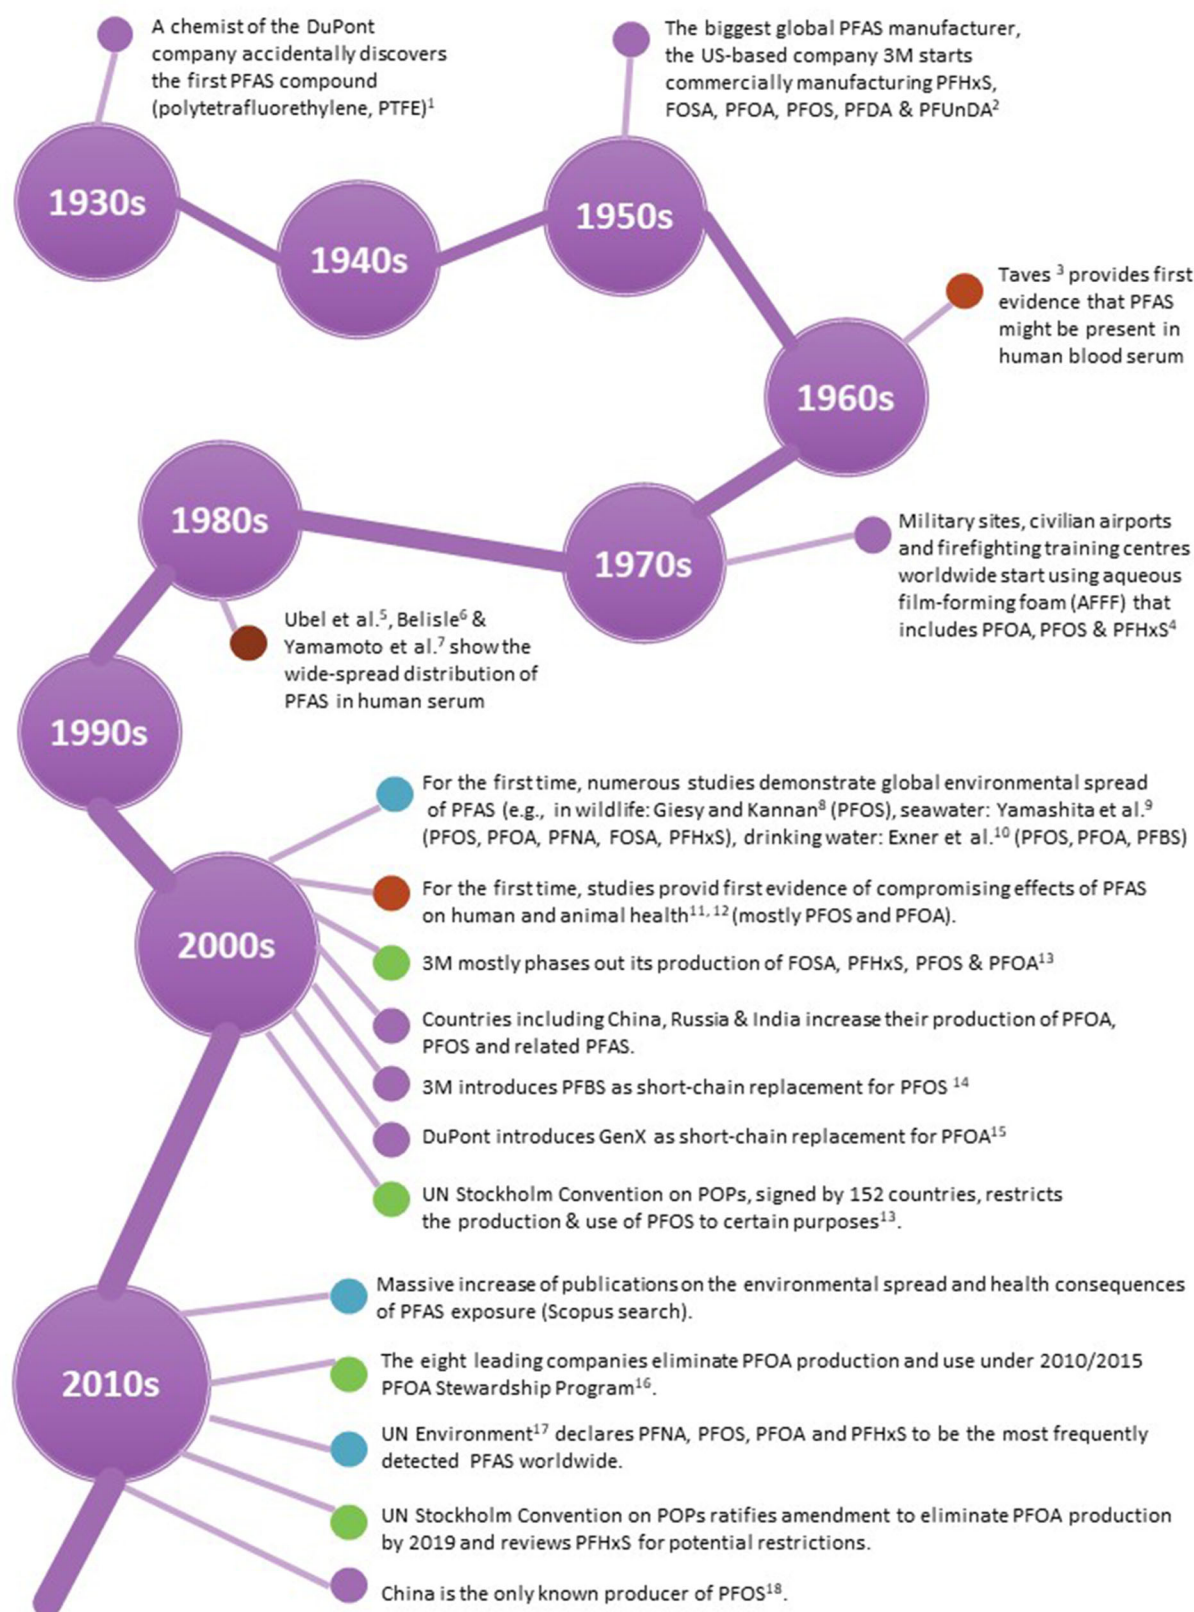 A chemist of the DuPont
company accidentally discovers
the first PFAS compound
(polytetrafluorethylene, PTFE)¹
The biggest global PFAS manufacturer,
the US-based company 3M starts
commercially manufacturing PFHxS,
FOSA, PFOA, PFOS, PFDA & PFUnDA²
1930s
1940s
1950s
Taves ³ provides first
evidence that PFAS
might be present in
human blood serum
1960s
1980s
1970s
Military sites, civilian airports
and firefighting training centres
worldwide start using aqueous
film-forming foam (AFFF) that
includes PFOA, PFOS & PFHxS⁴
Ubel et al.⁵, Belisle⁶ &
Yamamoto et al.⁷ show the
wide-spread distribution of
PFAS in human serum
1990s
For the first time, numerous studies demonstrate global environmental spread
of PFAS (e.g., in wildlife: Giesy and Kannan⁸ (PFOS), seawater: Yamashita et al.⁹
(PFOS, PFOA, PFNA, FOSA, PFHxS), drinking water: Exner et al.¹⁰ (PFOS, PFOA, PFBS)
For the first time, studies provid first evidence of compromising effects of PFAS
on human and animal health¹¹, ¹² (mostly PFOS and PFOA).
2000s
3M mostly phases out its production of FOSA, PFHxS, PFOS & PFOA¹³
Countries including China, Russia & India increase their production of PFOA,
PFOS and related PFAS.
3M introduces PFBS as short-chain replacement for PFOS ¹⁴
DuPont introduces GenX as short-chain replacement for PFOA¹⁵
UN Stockholm Convention on POPs, signed by 152 countries, restricts
the production & use of PFOS to certain purposes¹³.
Massive increase of publications on the environmental spread and health consequences
of PFAS exposure (Scopus search).
2010s
The eight leading companies eliminate PFOA production and use under 2010/2015
PFOA Stewardship Program¹⁶.
UN Environment¹⁷ declares PFNA, PFOS, PFOA and PFHxS to be the most frequently
detected PFAS worldwide.
UN Stockholm Convention on POPs ratifies amendment to eliminate PFOA production
by 2019 and reviews PFHxS for potential restrictions.
China is the only known producer of PFOS¹⁸.